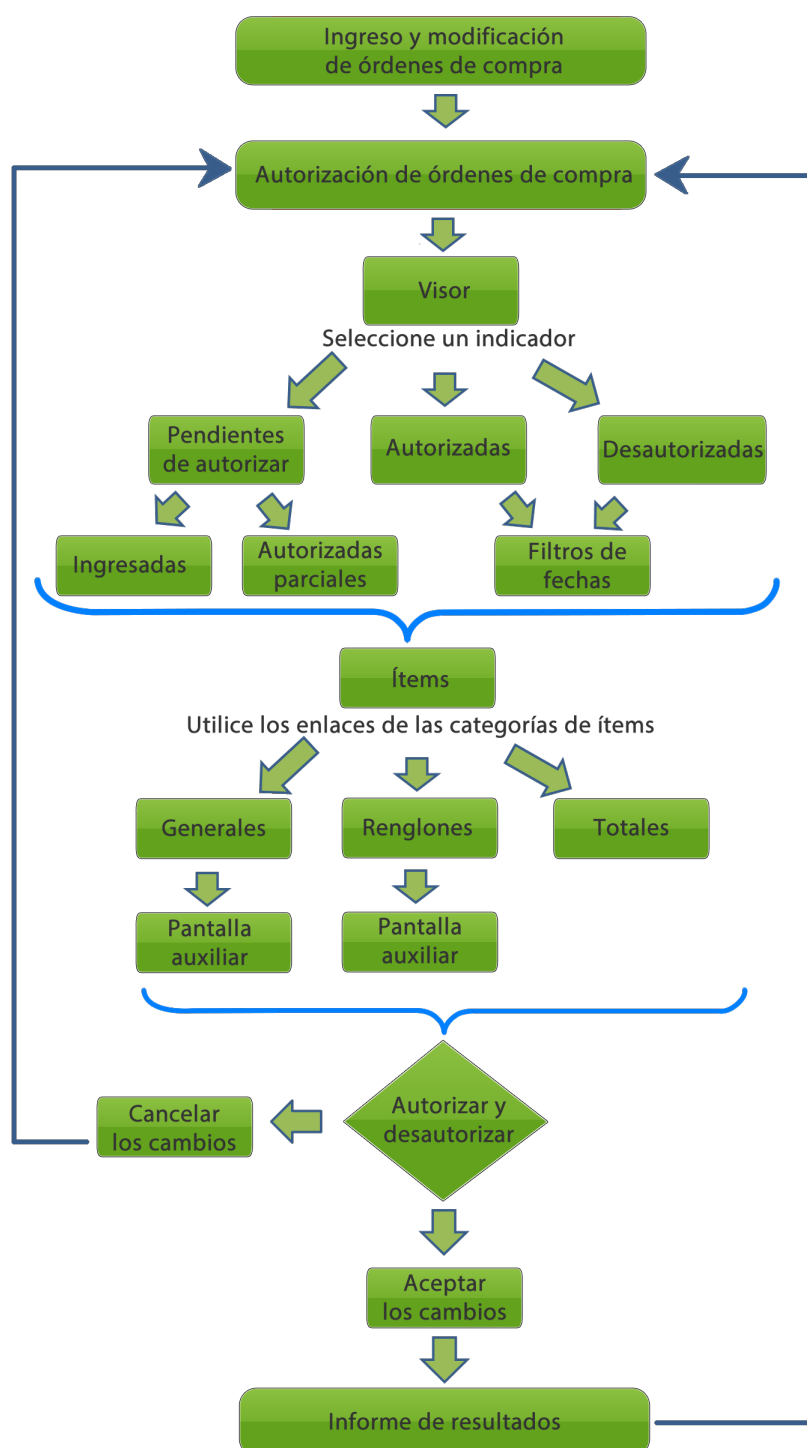 Ingreso y modificación
de órdenes de compra
Autorización de órdenes de compra
Visor
Seleccione un indicador
Pendientes
de autorizar
Autorizadas
Desautorizadas
Ingresadas
Autorizadas
parciales
Filtros de
fechas
Ítems
Utilice los enlaces de las categorías de ítems
Generales
Renglones
Totales
Pantalla
auxiliar
Pantalla
auxiliar
Autorizar y
desautorizar
Cancelar
los cambios
Aceptar
los cambios
Informe de resultados